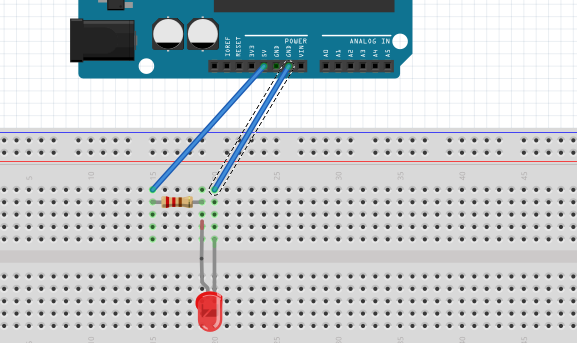 POWER
ANALOG IN
IOREF
RESET
3V3
5V
GND
GND
VIN
A0
A1
A2
A3
A4
A5
5
10
15
20
25
30
35
40
45